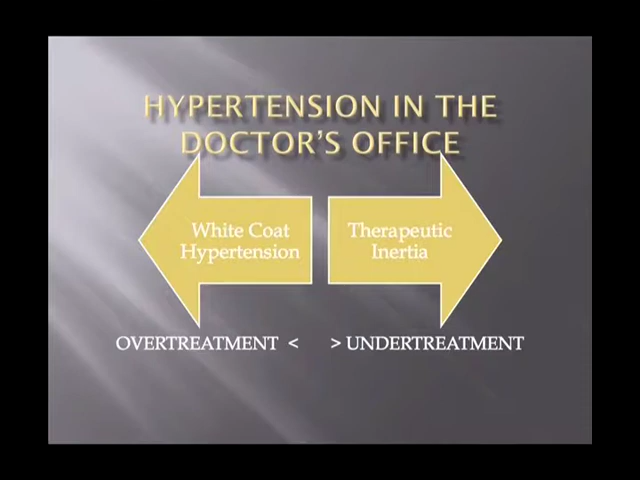 HYPERTENSION IN THE
DOCTOR'S OFFICE
White Coat
Hypertension
Therapeutic
Inertia
OVERTREATMENT < > UNDERTREATMENT